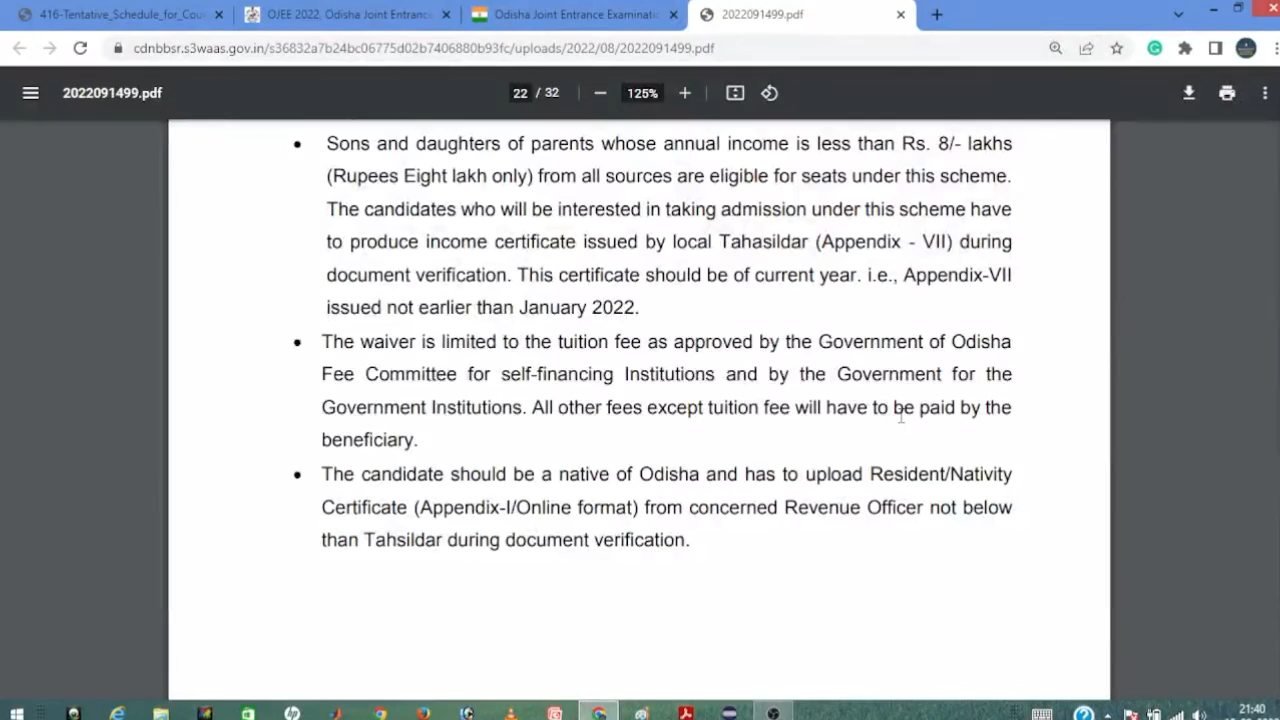 416-Tentative_Schedule_for_Cou
OJEE 2022, Odisha Joint Entranc
Odisha Joint Entrance Examinati
2022091499.pdf
cdnbbsr.s3waas.gov.in/s36832a7b24bc06775d02b7406880b93fc/uploads/2022/08/2022091499.pdf
2022091499.pdf
22 / 32
125%
• Sons and daughters of parents whose annual income is less than Rs. 8/- lakhs
(Rupees Eight lakh only) from all sources are eligible for seats under this scheme.
The candidates who will be interested in taking admission under this scheme have
to produce income certificate issued by local Tahasildar (Appendix - VII) during
document verification. This certificate should be of current year. i.e., Appendix-VII
issued not earlier than January 2022.
• The waiver is limited to the tuition fee as approved by the Government of Odisha
Fee Committee for self-financing Institutions and by the Government for the
Government Institutions. All other fees except tuition fee will have to be paid by the
beneficiary.
• The candidate should be a native of Odisha and has to upload Resident/Nativity
Certificate (Appendix-I/Online format) from concerned Revenue Officer not below
than Tahsildar during document verification.
21:40